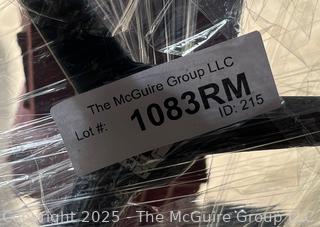 The McGuire Group LLC
Lot #: 1083RM
ID: 215
Copyright 2025 - The McGuire Group LLC